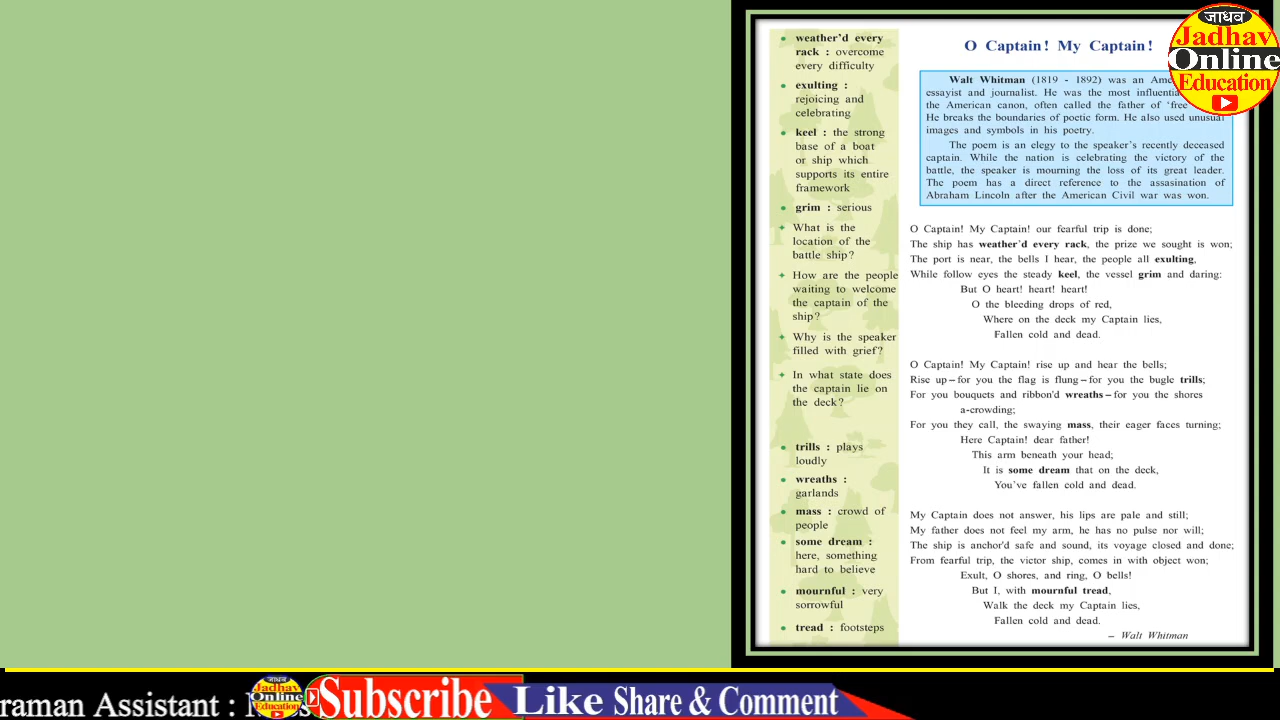 weather'd every
rack : overcome
every difficulty
exulting :
rejoicing and
celebrating
keel : the strong
base of a boat
or ship which
supports its entire
framework
grim : serious
What is the
location of the
battle ship?
How are the people
waiting to welcome
the captain of the
ship?
Why is the speaker
filled with grief?
In what state does
the captain lie on
the deck?
trills : plays
loudly
wreaths :
garlands
mass : crowd of
people
some dream :
here, something
hard to believe
mournful : very
sorrowful
tread : footsteps
O Captain! My Captain!
Walt Whitman (1819 - 1892) was an
essayist and journalist. He was the most
the American canon, often called the father of 'free
He breaks the boundaries of poetic form. He also used unusual
images and symbols in his poetry.
The poem is an elegy to the speaker's recently deceased
captain. While the nation is celebrating the victory of the
battle, the speaker is mourning the loss of its great leader.
The poem has a direct reference to the assasination of
Abraham Lincoln after the American Civil war was won.
O Captain! My Captain! our fearful trip is done;
The ship has weather'd every rack, the prize we sought is won;
The port is near, the bells I hear, the people all exulting,
While follow eyes the steady keel, the vessel grim and daring:
But O heart! heart! heart!
O the bleeding drops of red,
Where on the deck my Captain lies,
Fallen cold and dead.
O Captain! My Captain! rise up and hear the bells;
Rise up – for you the flag is flung – for you the bugle trills;
For you bouquets and ribbon'd wreaths – for you the shores
a-crowding;
For you they call, the swaying mass, their eager faces turning;
Here Captain! dear father!
This arm beneath your head;
It is some dream that on the deck,
You've fallen cold and dead.
My Captain does not answer, his lips are pale and still;
My father does not feel my arm, he has no pulse nor will;
The ship is anchor'd safe and sound, its voyage closed and done;
From fearful trip, the victor ship, comes in with object won;
Exult, O shores, and ring, O bells!
But I, with mournful tread,
Walk the deck my Captain lies,
Fallen cold and dead.
– Walt Whitman
जाधव
Jadhav
Online
Education
raman Assistant :
जाधव
Jadhav
Online
Education
Subscribe
Like Share & Comment